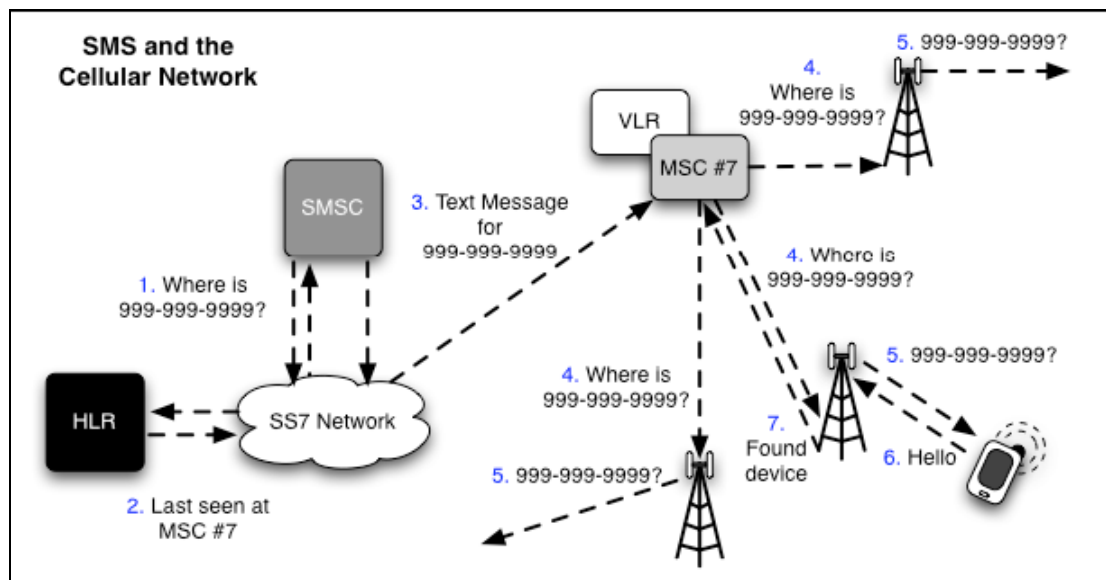 SMS and the
Cellular Network
5. 999-999-9999?
4.
Where is
999-999-9999?
VLR
MSC #7
SMSC
3. Text Message
for
999-999-9999
1. Where is
999-999-9999?
4. Where is
999-999-9999?
5. 999-999-9999?
4. Where is
999-999-9999?
HLR
SS7 Network
7.
Found
device
6. Hello
5. 999-999-9999?
2. Last seen at
MSC #7